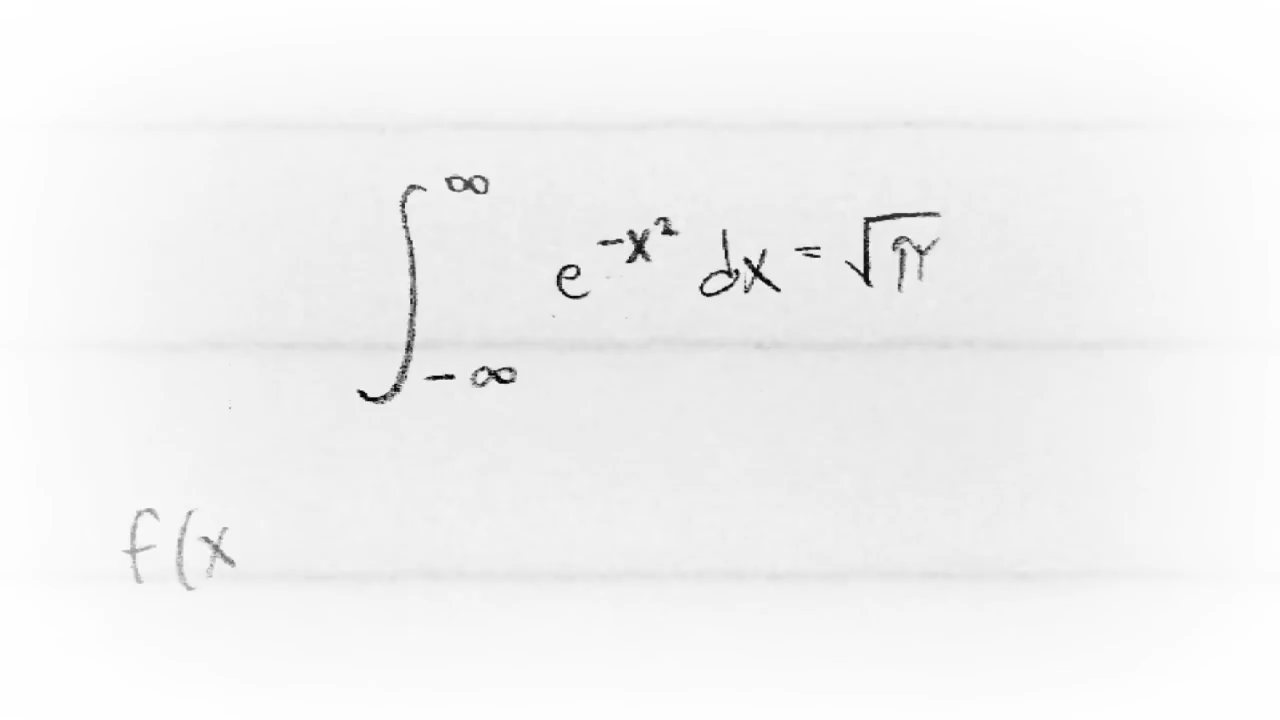 ∫_{-∞}^{∞} e^{-x²} dx = √π
f(x